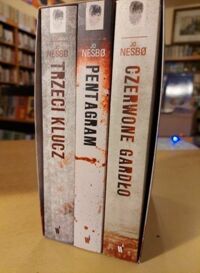 JO
NESBØ
TRZECI KLUCZ
JO
NESBØ
PENTAGRAM
JO
NESBØ
CZERWONE GARDŁO